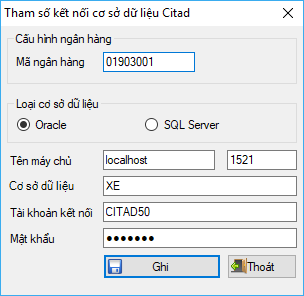 Tham số kết nối cơ sở dữ liệu Citad
Cấu hình ngân hàng
Mã ngân hàng 01903001
Loại cơ sở dữ liệu
Oracle SQL Server
Tên máy chủ localhost 1521
Cơ sở dữ liệu XE
Tài khoản kết nối CITAD50
Mật khẩu ●●●●●●●
Ghi Thoát